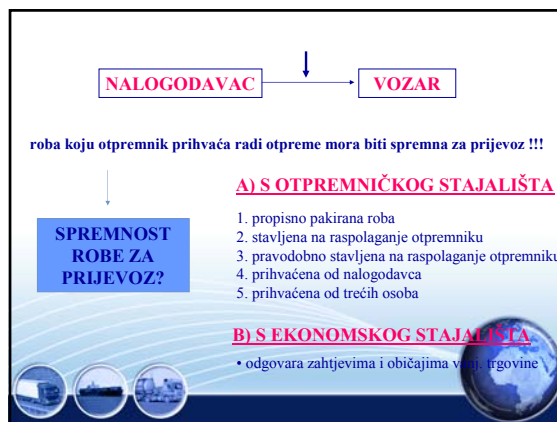 NALOGODAVAC
VOZAR
roba koju otpremnik prihvaća radi otpreme mora biti spremna za prijevoz !!!
SPREMNOST
ROBE ZA
PRIJEVOZ?
A) S OTPREMNIČKOG STAJALIŠTA
1. propisno pakirana roba
2. stavljena na raspolaganje otpremniku
3. pravodobno stavljena na raspolaganje otpremniku
4. prihvaćena od nalogodavca
5. prihvaćena od trećih osoba
B) S EKONOMSKOG STAJALIŠTA
• odgovara zahtjevima i običajima vanj. trgovine